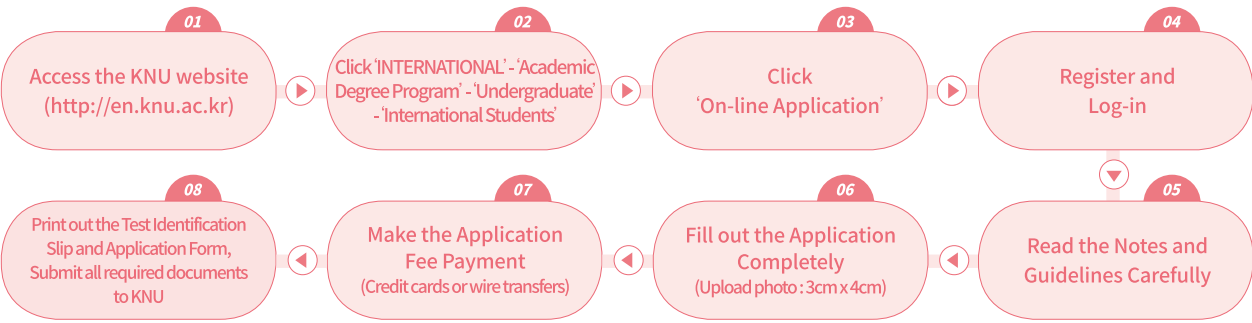 01
Access the KNU website
(http://en.knu.ac.kr)
02
Click ‘INTERNATIONAL’ - ‘Academic
Degree Program’ - ‘Undergraduate’
- ‘International Students’
03
Click
‘On-line Application’
04
Register and
Log-in
05
Read the Notes and
Guidelines Carefully
06
Fill out the Application
Completely
(Upload photo : 3cm x 4cm)
07
Make the Application
Fee Payment
(Credit cards or wire transfers)
08
Print out the Test Identification
Slip and Application Form,
Submit all required documents
to KNU